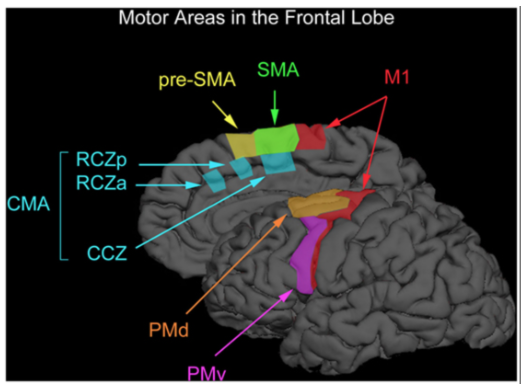 Motor Areas in the Frontal Lobe
pre-SMA
SMA
M1
RCZp
RCZa
CMA
CCZ
PMd
PMv